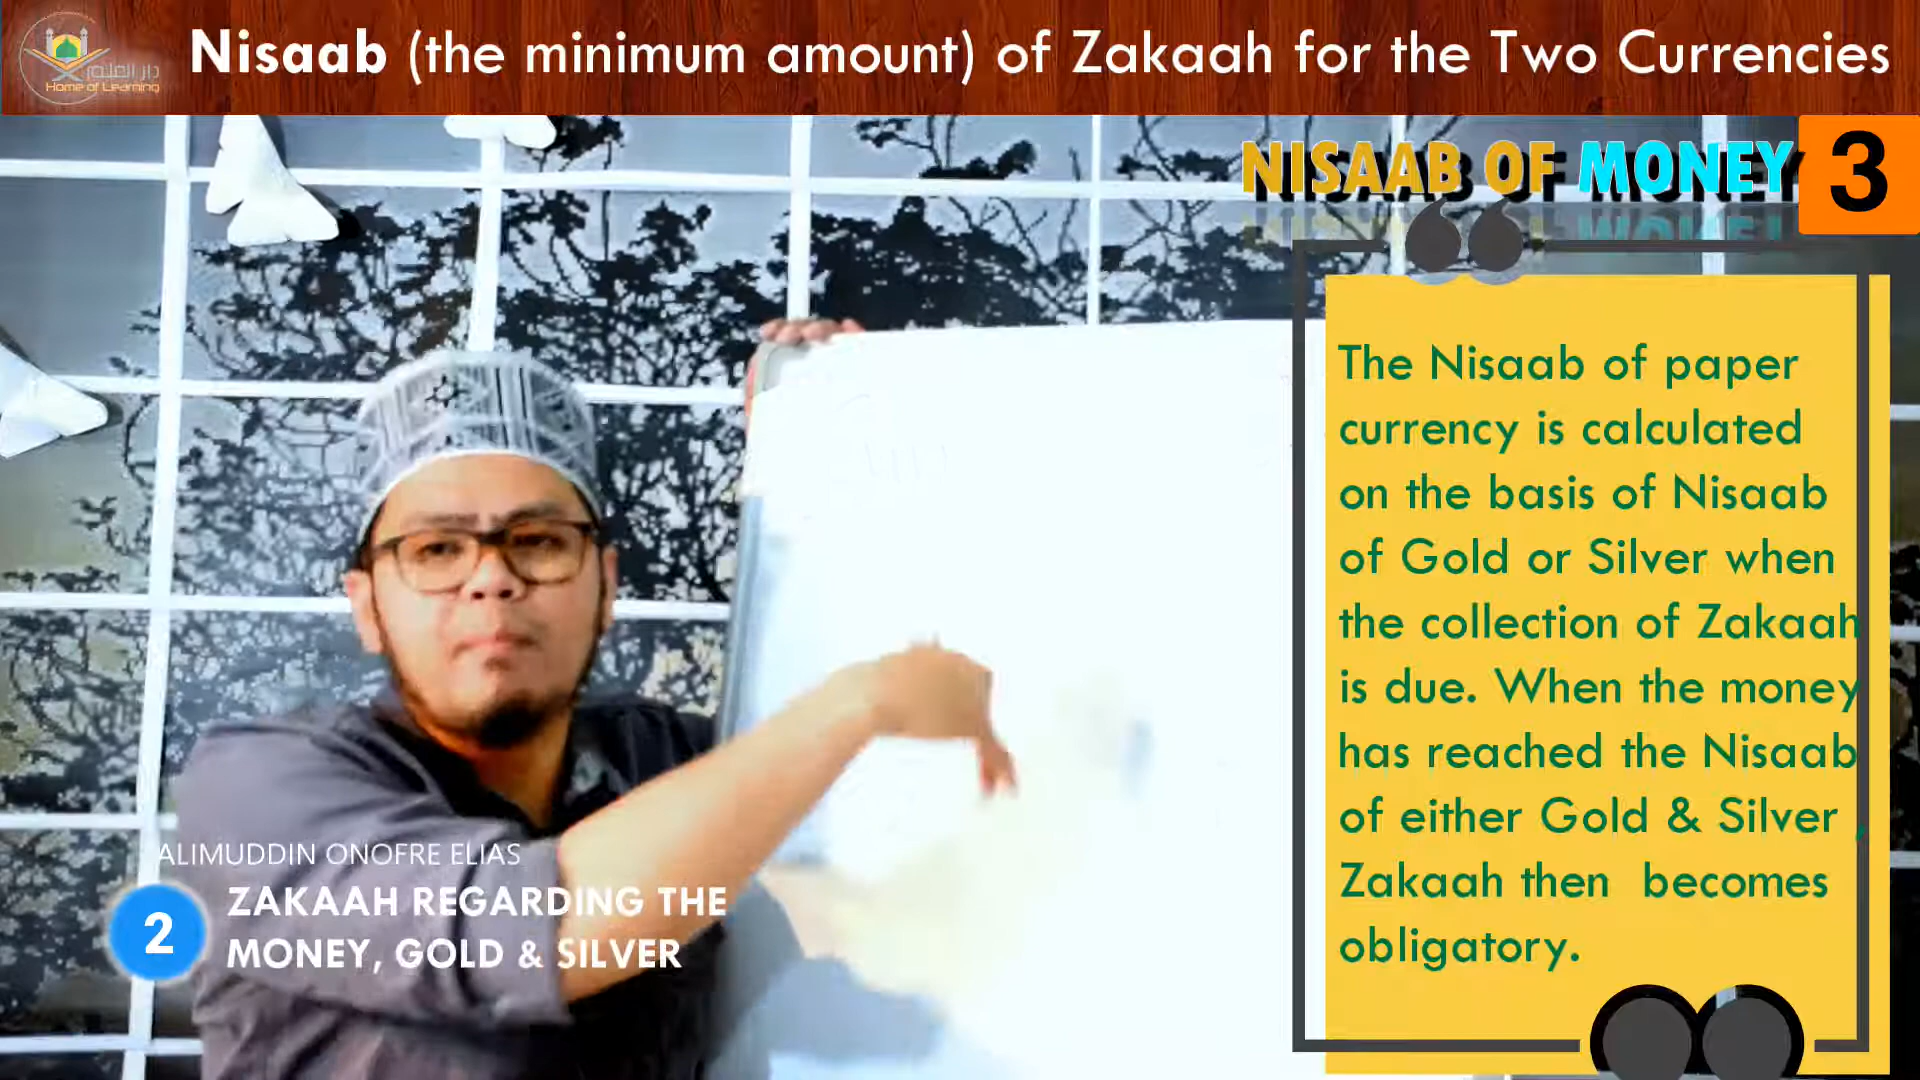 دار العلوم
Home of Learning
Nisaab (the minimum amount) of Zakaah for the Two Currencies
NISAAB OF MONEY
3
The Nisaab of paper
currency is calculated
on the basis of Nisaab
of Gold or Silver when
the collection of Zakaah
is due. When the money
has reached the Nisaab
of either Gold & Silver ,
Zakaah then becomes
obligatory.
ALIMUDDIN ONOFRE ELIAS
2
ZAKAAH REGARDING THE
MONEY, GOLD & SILVER